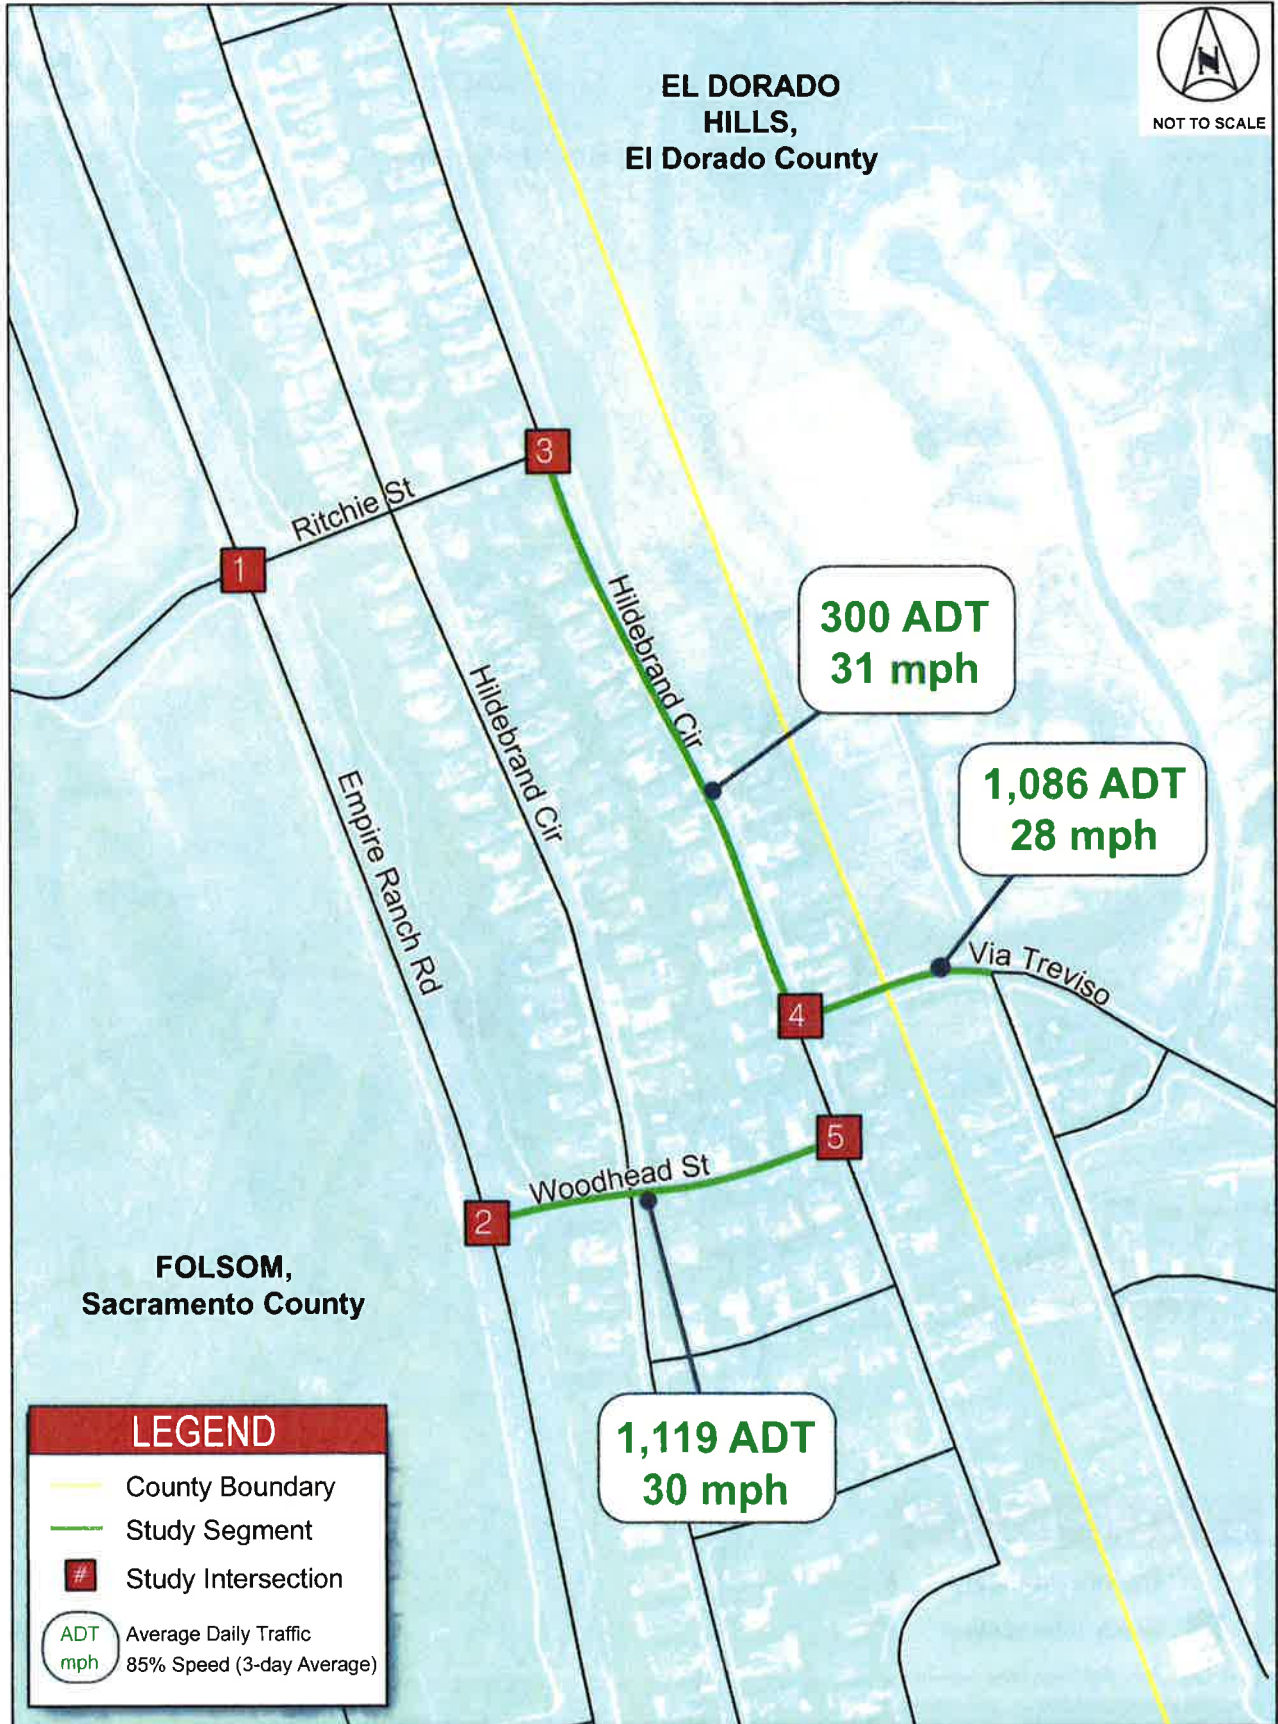 EL DORADO
HILLS,
El Dorado County
N
NOT TO SCALE
3
Ritchie St
1
Hildebrand Cir
300 ADT
31 mph
Hildebrand Cir
Empire Ranch Rd
1,086 ADT
28 mph
Via Treviso
4
5
Woodhead St
2
FOLSOM,
Sacramento County
1,119 ADT
30 mph
LEGEND
County Boundary
Study Segment
# Study Intersection
ADT Average Daily Traffic
mph 85% Speed (3-day Average)